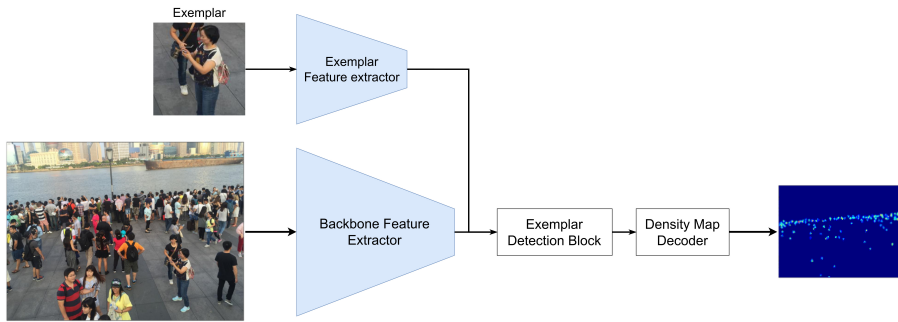 Exemplar
Exemplar
Feature extractor
Backbone Feature
Extractor
Exemplar
Detection Block
Density Map
Decoder